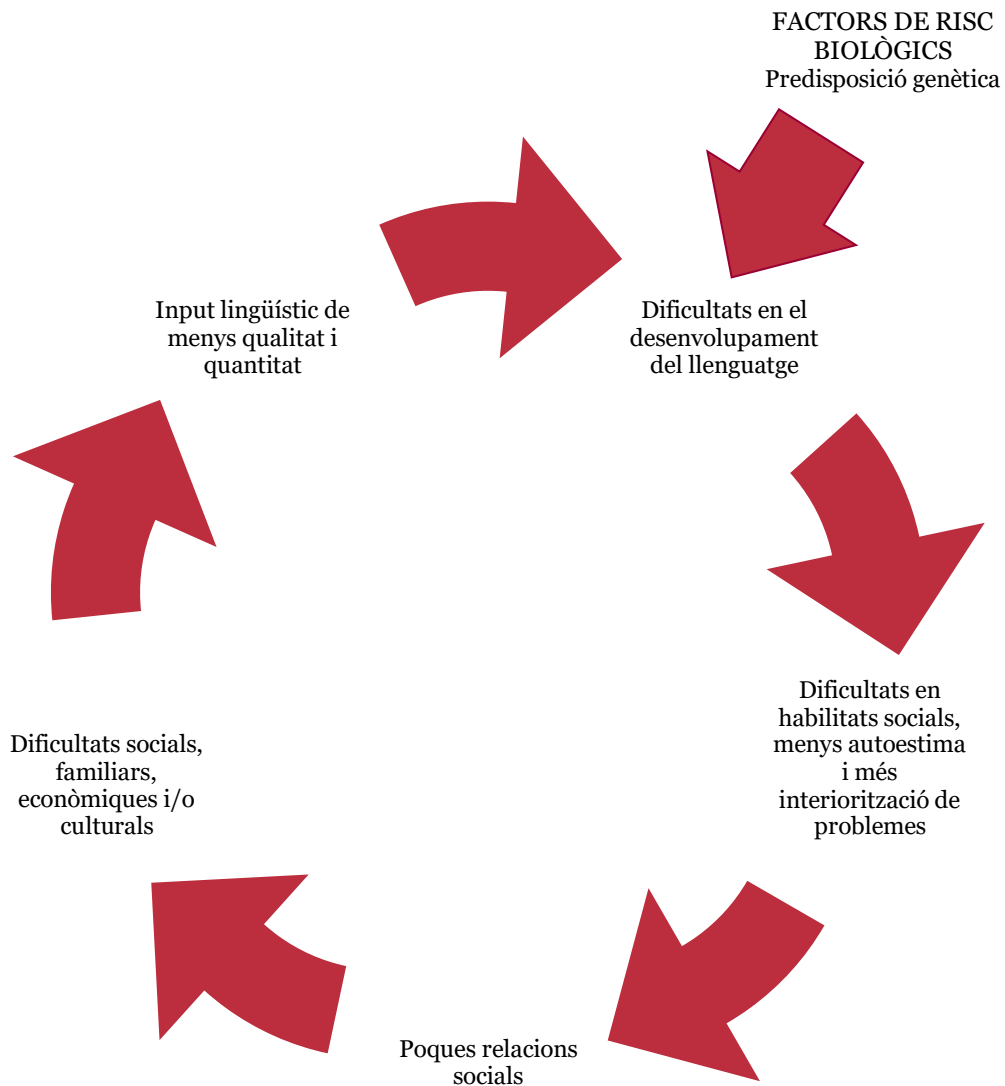 FACTORS DE RISC
BIOLÒGICS
Predisposició genètica
Input lingüístic de
menys qualitat i
quantitat
Dificultats en el
desenvolupament
del llenguatge
Dificultats en
habilitats socials,
menys autoestima
i més
interiorització de
problemes
Dificultats socials,
familiars,
econòmiques i/o
culturals
Poques relacions
socials